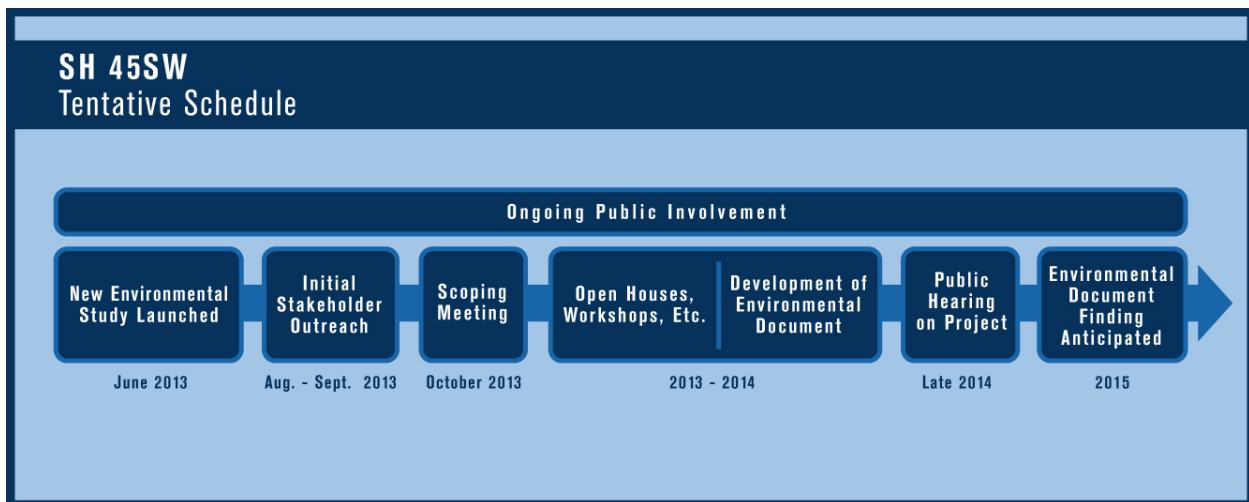 SH 45SW
Tentative Schedule
Ongoing Public Involvement
New Environmental
Study Launched
Initial
Stakeholder
Outreach
Scoping
Meeting
Open Houses,
Workshops, Etc.
Development of
Environmental
Document
Public
Hearing
on Project
Environmental
Document
Finding
Anticipated
June 2013
Aug. - Sept. 2013
October 2013
2013 - 2014
Late 2014
2015